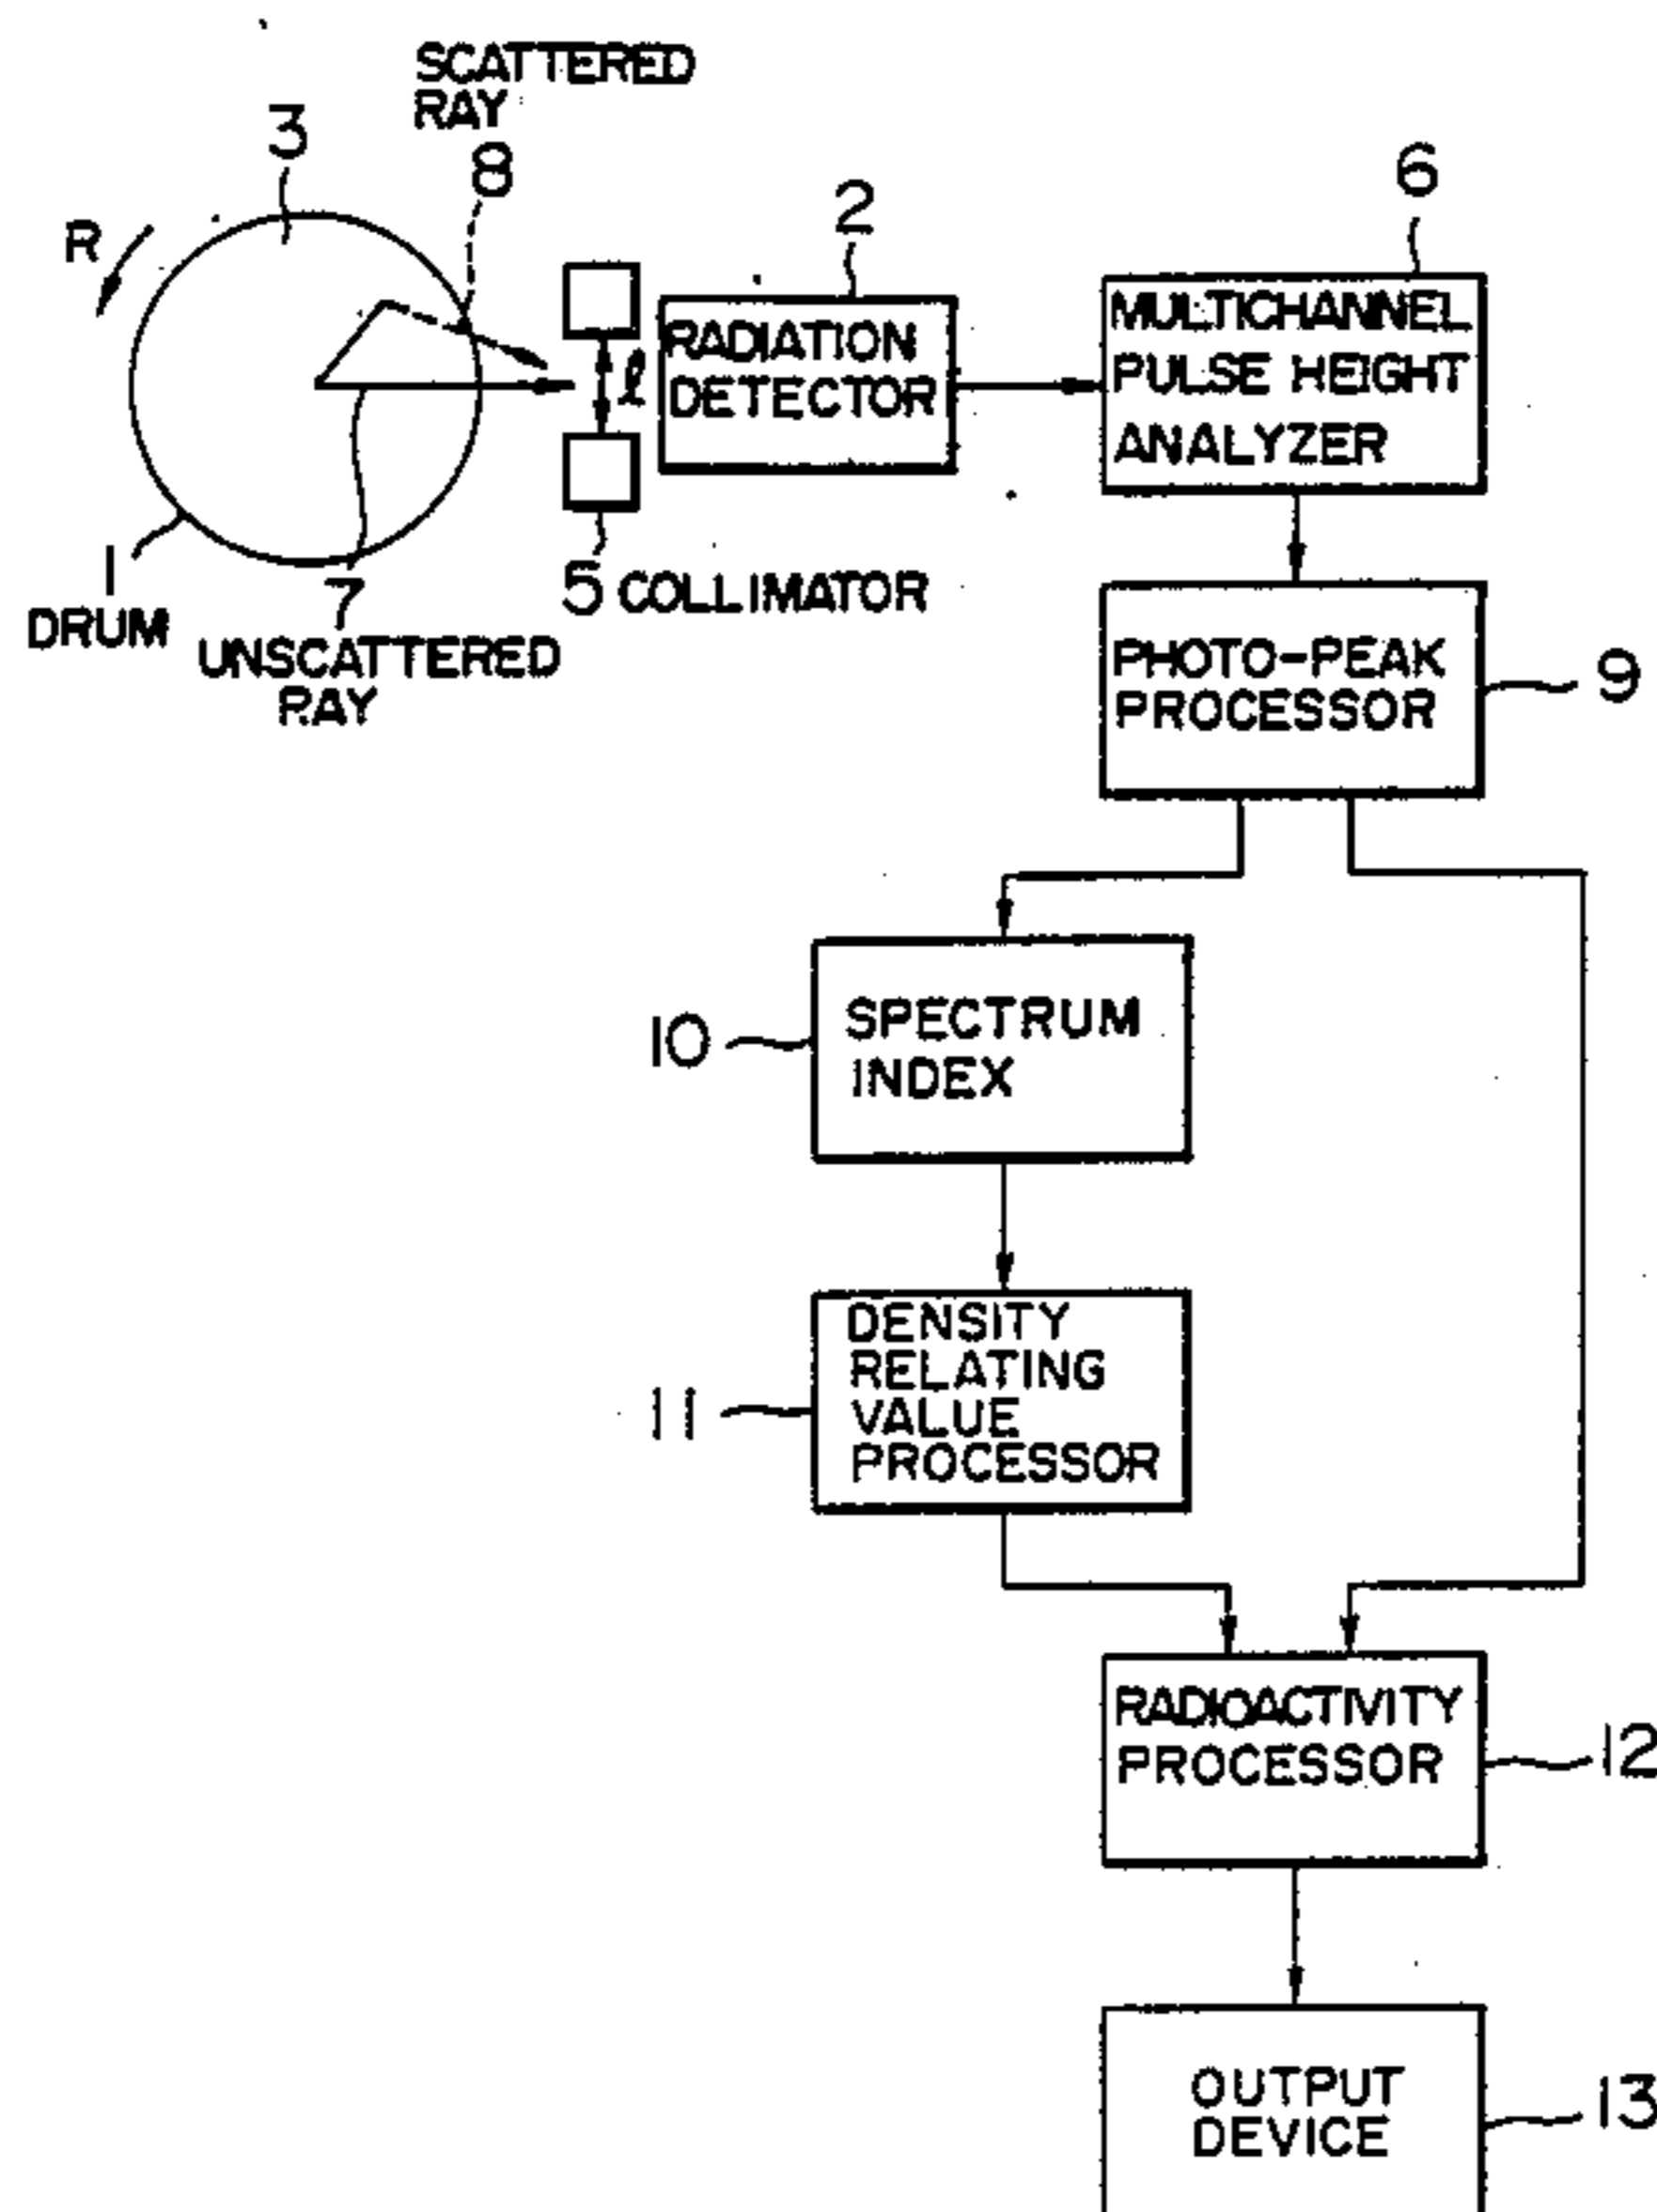 SCATTERED
RAY
3
8
R
2
6
RADIATION
DETECTOR
ℓ
MULTICHANNEL
PULSE HEIGHT
ANALYZER
1
DRUM
7
UNSCATTERED
RAY
5 COLLIMATOR
PHOTO-PEAK
PROCESSOR
9
10
SPECTRUM
INDEX
11
DENSITY
RELATING
VALUE
PROCESSOR
RADIOACTIVITY
PROCESSOR
12
OUTPUT
DEVICE
13